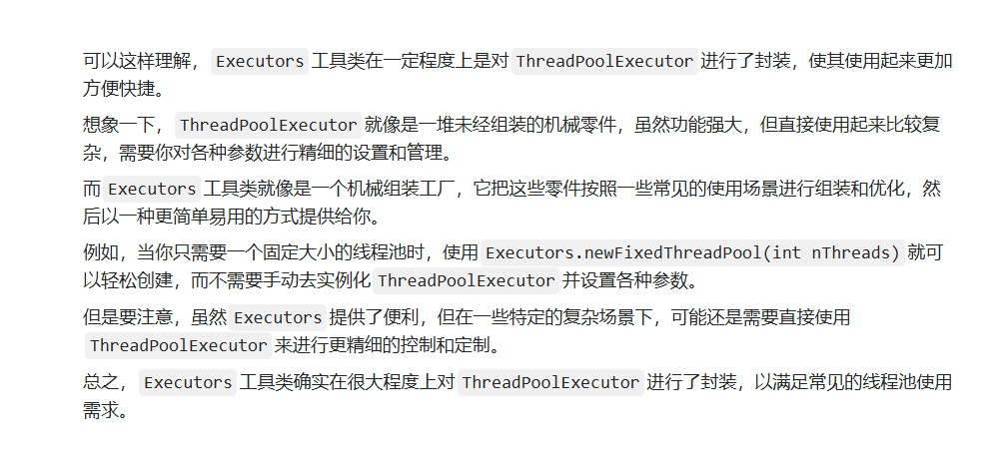 可以这样理解， Executors 工具类在一定程度上是对 ThreadPoolExecutor 进行了封装，使其使用起来更加
方便快捷。
想象一下， ThreadPoolExecutor 就像是一堆未经组装的机械零件，虽然功能强大，但直接使用起来比较复
杂，需要你对各种参数进行精细的设置和管理。
而 Executors 工具类就像是一个机械组装工厂，它把这些零件按照一些常见的使用场景进行组装和优化，然
后以一种更简单易用的方式提供给你。
例如，当你只需要一个固定大小的线程池时，使用 Executors.newFixedThreadPool(int nThreads) 就可
以轻松创建，而不需要手动去实例化 ThreadPoolExecutor 并设置各种参数。
但是要注意，虽然 Executors 提供了便利，但在一些特定的复杂场景下，可能还是需要直接使用
ThreadPoolExecutor 来进行更精细的控制和定制。
总之， Executors 工具类确实在很大程度上对 ThreadPoolExecutor 进行了封装，以满足常见的线程池使用
需求。